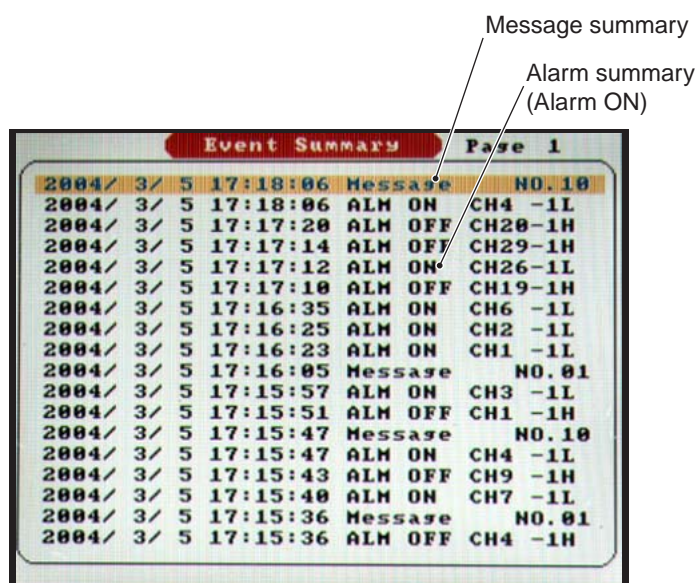 Message summary
Alarm summary
(Alarm ON)
Event Summary Page 1
2004/ 3/ 5 17:18:06 Message NO.10
2004/ 3/ 5 17:18:06 ALM ON CH4 -1L
2004/ 3/ 5 17:17:20 ALM OFF CH20-1H
2004/ 3/ 5 17:17:14 ALM OFF CH29-1H
2004/ 3/ 5 17:17:12 ALM ON CH26-1L
2004/ 3/ 5 17:17:10 ALM OFF CH19-1H
2004/ 3/ 5 17:16:35 ALM ON CH6 -1L
2004/ 3/ 5 17:16:25 ALM ON CH2 -1L
2004/ 3/ 5 17:16:23 ALM ON CH1 -1L
2004/ 3/ 5 17:16:05 Message NO.01
2004/ 3/ 5 17:15:57 ALM ON CH3 -1L
2004/ 3/ 5 17:15:51 ALM OFF CH1 -1H
2004/ 3/ 5 17:15:47 Message NO.10
2004/ 3/ 5 17:15:47 ALM ON CH4 -1L
2004/ 3/ 5 17:15:43 ALM OFF CH9 -1H
2004/ 3/ 5 17:15:40 ALM ON CH7 -1L
2004/ 3/ 5 17:15:36 Message NO.01
2004/ 3/ 5 17:15:36 ALM OFF CH4 -1H